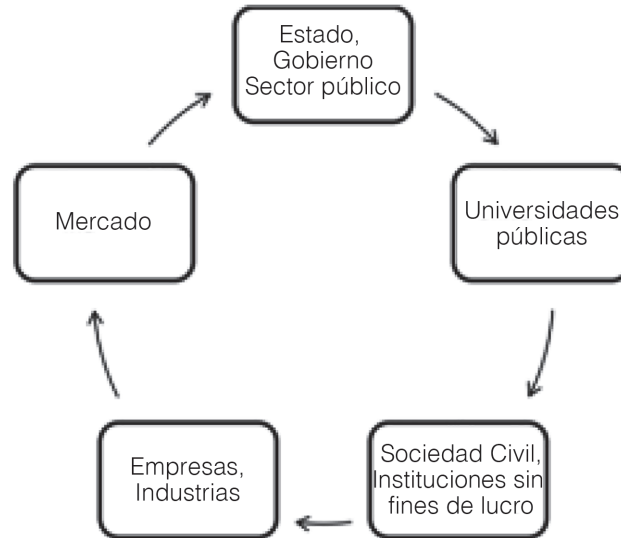 Estado,
Gobierno
Sector público
Mercado
Universidades
públicas
Empresas,
Industrias
Sociedad Civil,
Instituciones sin
fines de lucro